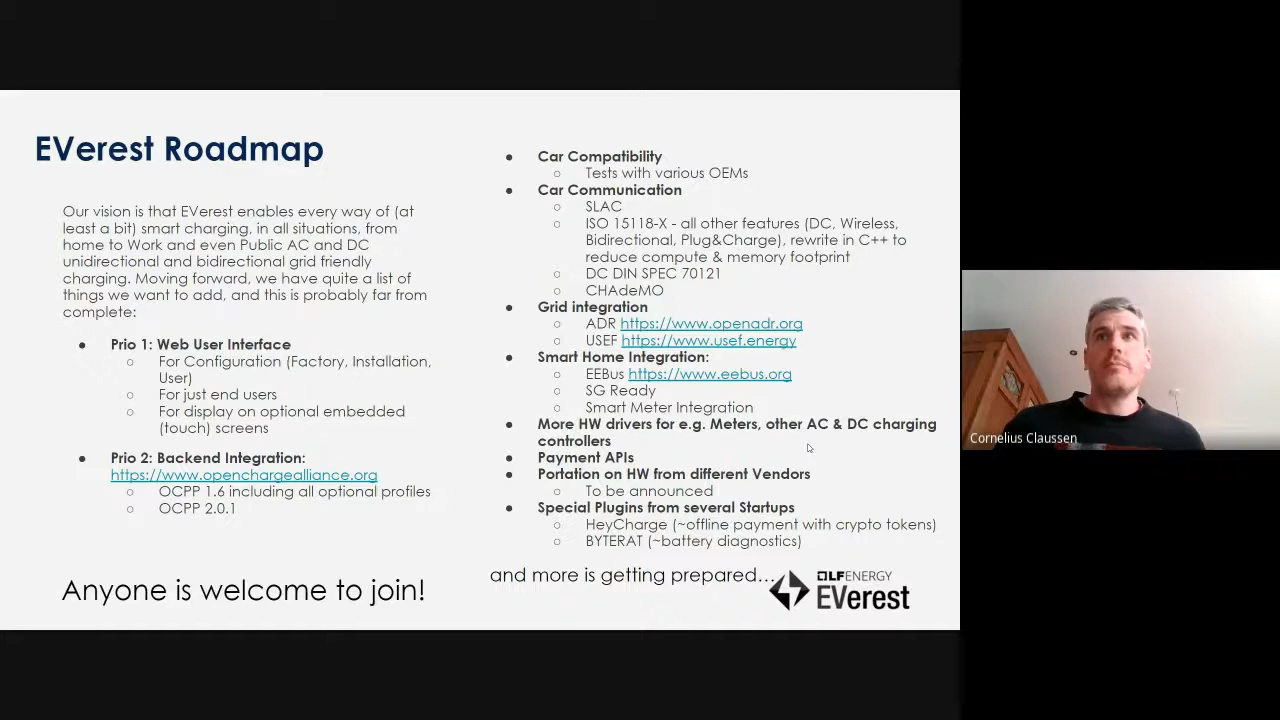 EVerest Roadmap
Our vision is that EVerest enables every way of (at
least a bit) smart charging, in all situations, from
home to Work and even Public AC and DC
unidirectional and bidirectional grid friendly
charging. Moving forward, we have quite a list of
things we want to add, and this is probably far from
complete:
● Prio 1: Web User Interface
○ For Configuration (Factory, Installation,
User)
○ For just end users
○ For display on optional embedded
(touch) screens
● Prio 2: Backend Integration:
https://www.openchargealliance.org
○ OCPP 1.6 including all optional profiles
○ OCPP 2.0.1
Anyone is welcome to join!
● Car Compatibility
○ Tests with various OEMs
● Car Communication
○ SLAC
○ ISO 15118-X - all other features (DC, Wireless,
Bidirectional, Plug&Charge), rewrite in C++ to
reduce compute & memory footprint
○ DC DIN SPEC 70121
○ CHAdeMO
● Grid integration
○ ADR https://www.openadr.org
○ USEF https://www.usef.energy
● Smart Home Integration:
○ EEBus https://www.eebus.org
○ SG Ready
○ Smart Meter Integration
● More HW drivers for e.g. Meters, other AC & DC charging
controllers
● Payment APIs
● Portation on HW from different Vendors
○ To be announced
● Special Plugins from several Startups
○ HeyCharge (~offline payment with crypto tokens)
○ BYTERAT (~battery diagnostics)
and more is getting prepared...
LFENERGY
EVerest
Cornelius Claussen